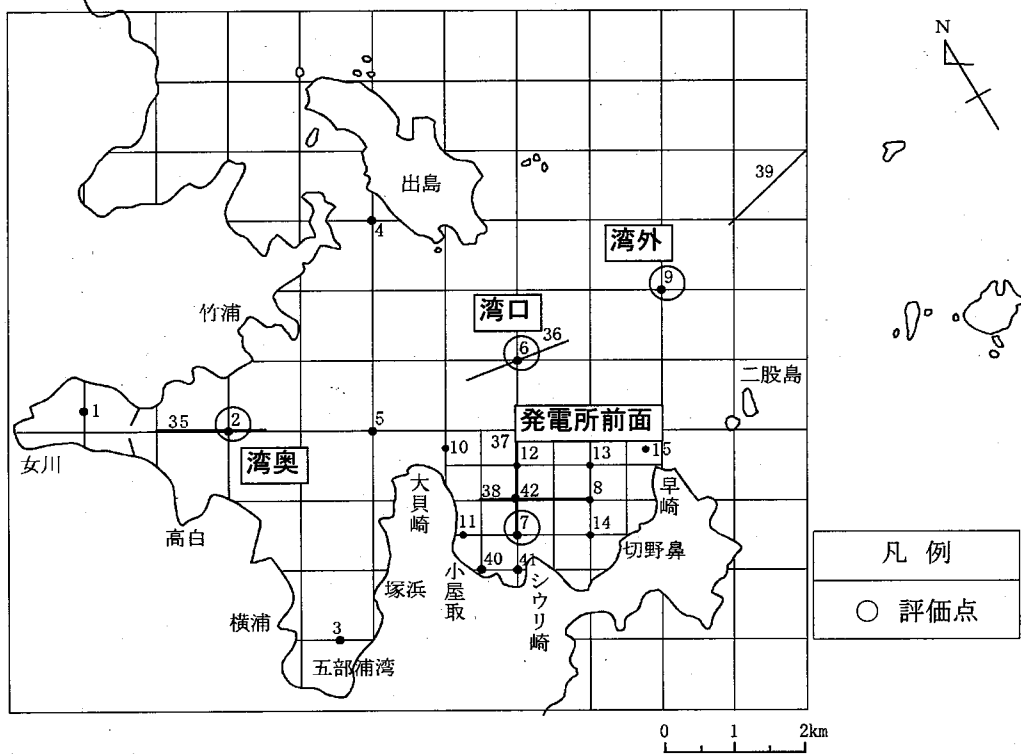 N
出島
39
4
湾外
9
竹浦
湾口
36
6
二股島
1
35
2
5
発電所前面
10
37
12
13
15
女川
湾奥
大貝崎
38
42
8
早崎
高白
11
7
14
切野鼻
40
41
小屋取
シウリ崎
塚浜
横浦
3
五部浦湾
凡例
○ 評価点
0 1 2km